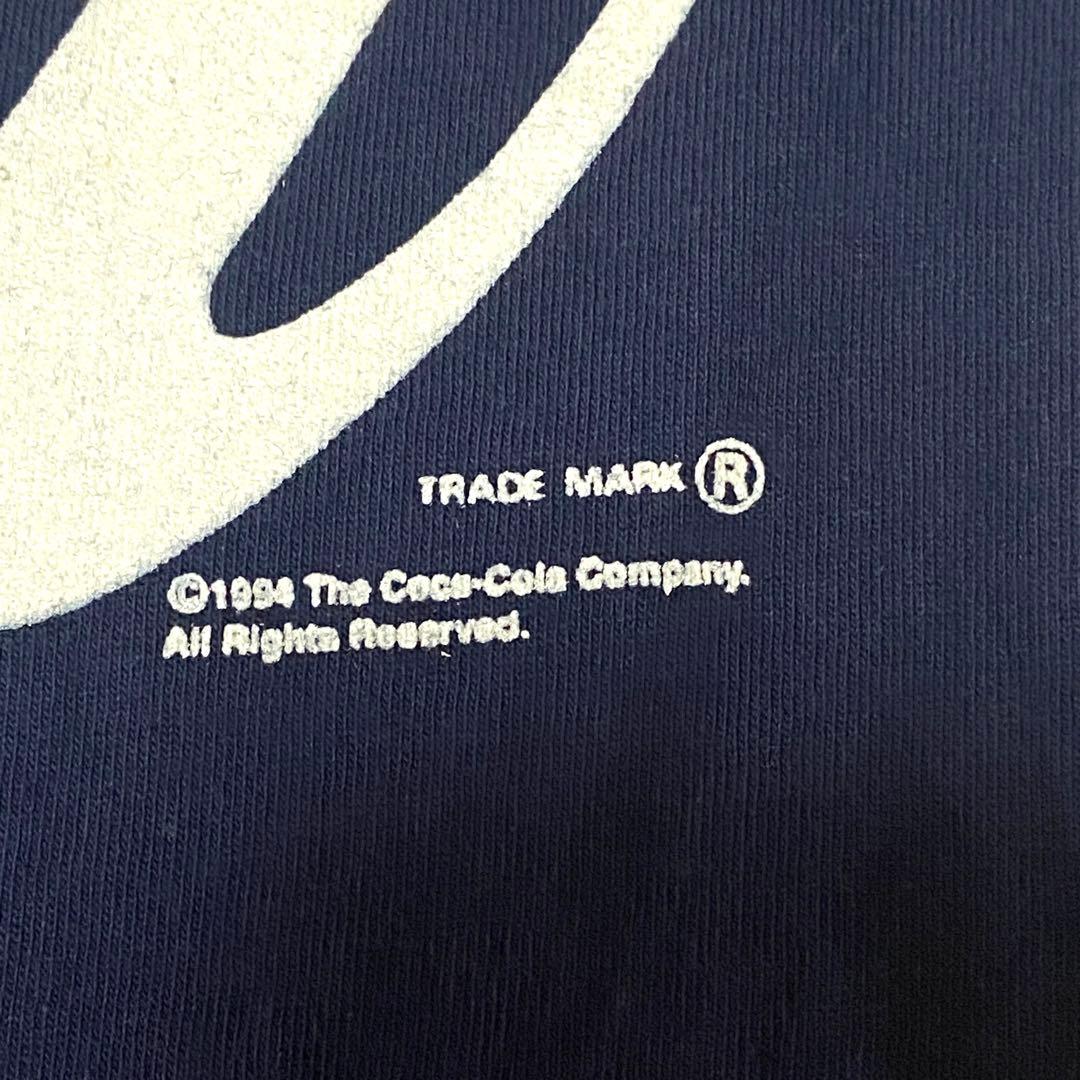 TRADE MARK ®
©1994 The Coca-Cola Company.
All Rights Reserved.